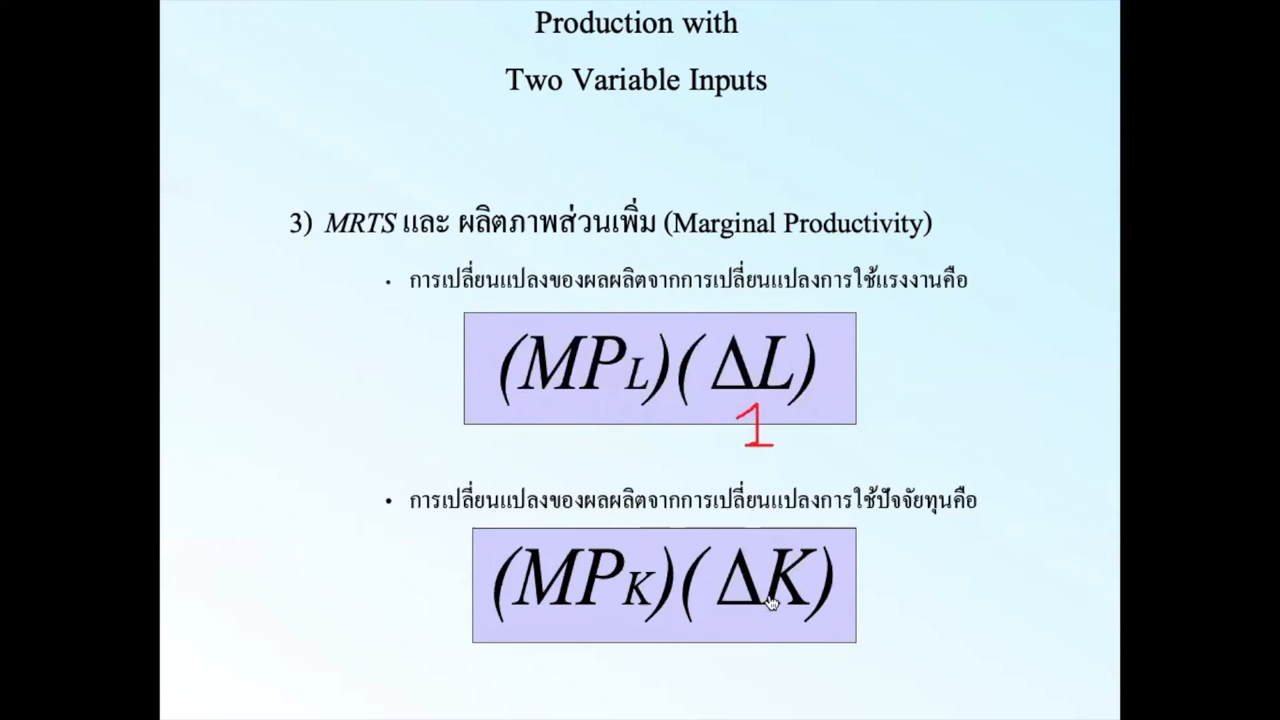 Production with
Two Variable Inputs
3) MRTS และ ผลิตภาพส่วนเพิ่ม (Marginal Productivity)
• การเปลี่ยนแปลงของผลผลิตจากการเปลี่ยนแปลงการใช้แรงงานคือ
(MPL)(ΔL)
1
• การเปลี่ยนแปลงของผลผลิตจากการเปลี่ยนแปลงการใช้ปัจจัยทุนคือ
(MPK)(ΔK)